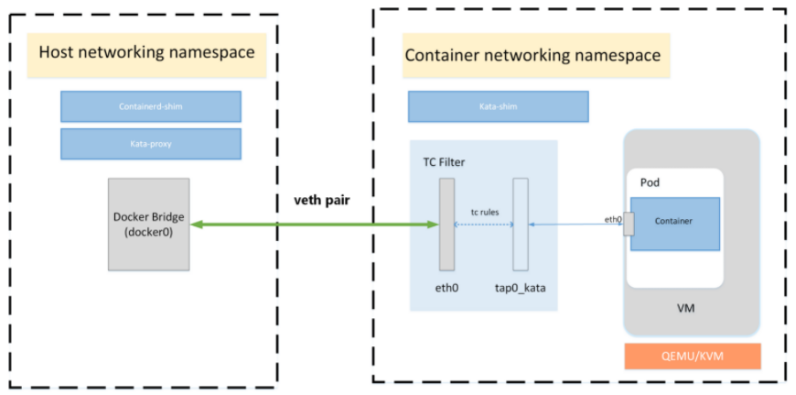 Host networking namespace
Containerd-shim
Kata-proxy
Docker Bridge
(docker0)
veth pair
Container networking namespace
Kata-shim
TC Filter
tc rules
eth0
tap0_kata
eth0
Pod
Container
VM
QEMU/KVM